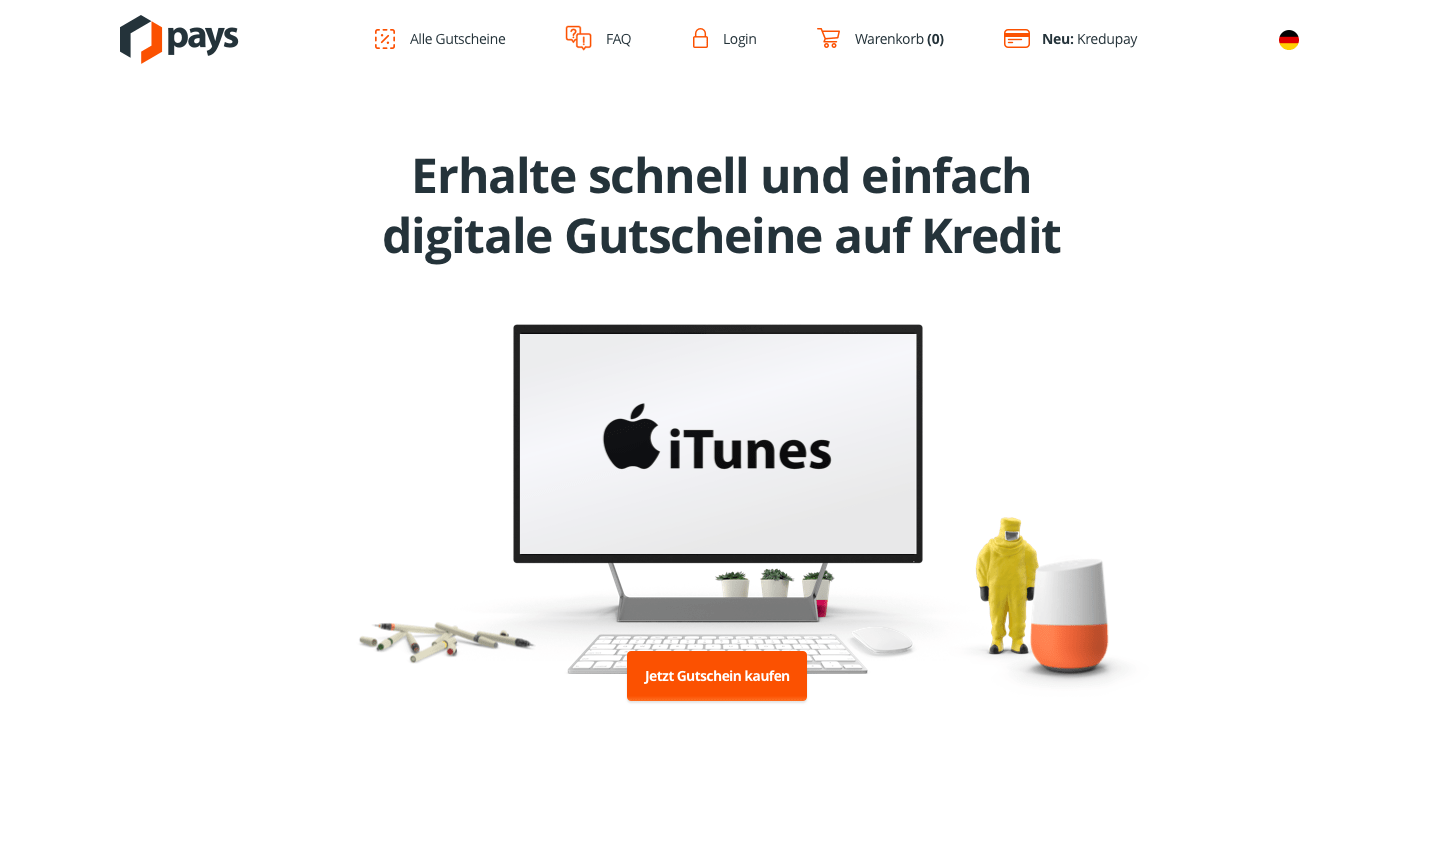 pays
Alle Gutscheine
FAQ
Login
Warenkorb (0)
Neu: Kredupay
Erhalte schnell und einfach
digitale Gutscheine auf Kredit
iTunes
Jetzt Gutschein kaufen